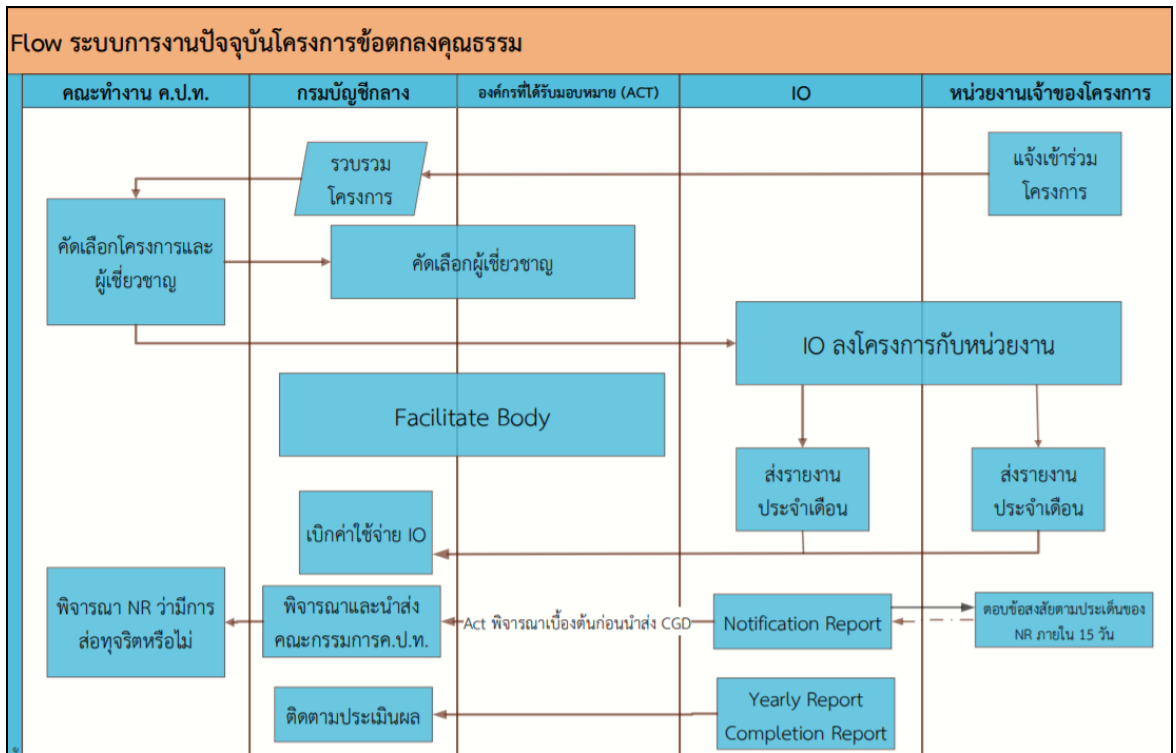 Flow ระบบการงานปัจจุบันโครงการข้อตกลงคุณธรรม
คณะทำงาน ค.ป.ท.
กรมบัญชีกลาง
องค์กรที่ได้รับมอบหมาย (ACT)
IO
หน่วยงานเจ้าของโครงการ
รวบรวม
โครงการ
แจ้งเข้าร่วม
โครงการ
คัดเลือกโครงการและ
ผู้เชี่ยวชาญ
คัดเลือกผู้เชี่ยวชาญ
IO ลงโครงการกับหน่วยงาน
Facilitate Body
ส่งรายงาน
ประจำเดือน
ส่งรายงาน
ประจำเดือน
เบิกค่าใช้จ่าย IO
พิจารณา NR ว่ามีการ
ส่อทุจริตหรือไม่
พิจารณาและนำส่ง
คณะกรรมการค.ป.ท.
Act พิจารณาเบื้องต้นก่อนนำส่ง CGD
Notification Report
ตอบข้อสงสัยตามประเด็นของ
NR ภายใน 15 วัน
ติดตามประเมินผล
Yearly Report
Completion Report